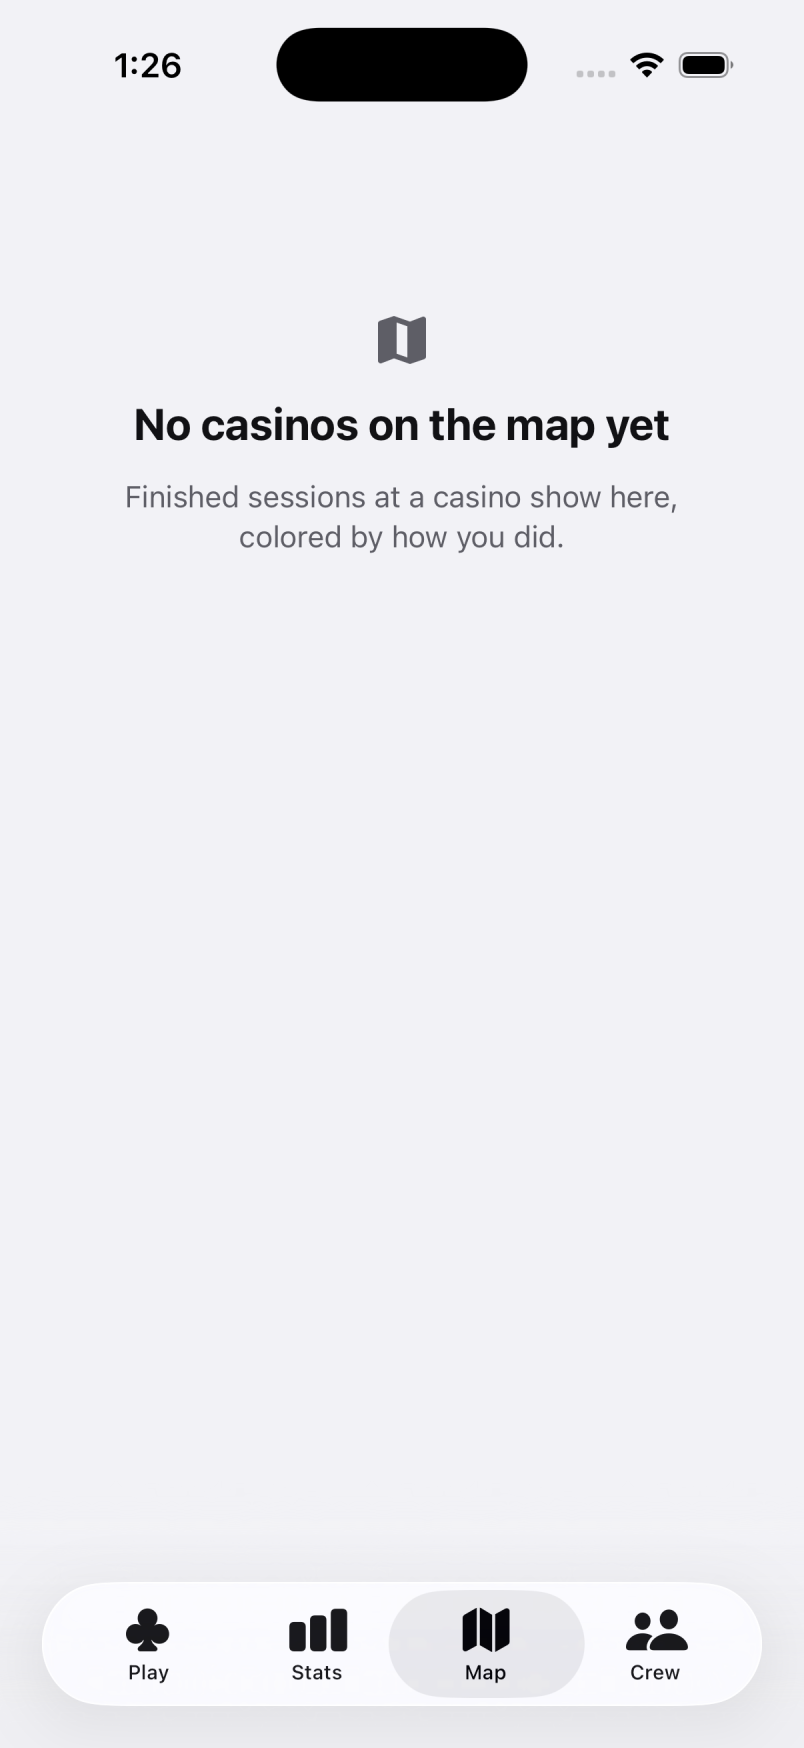 1:26
No casinos on the map yet
Finished sessions at a casino show here,
colored by how you did.
Play
Stats
Map
Crew